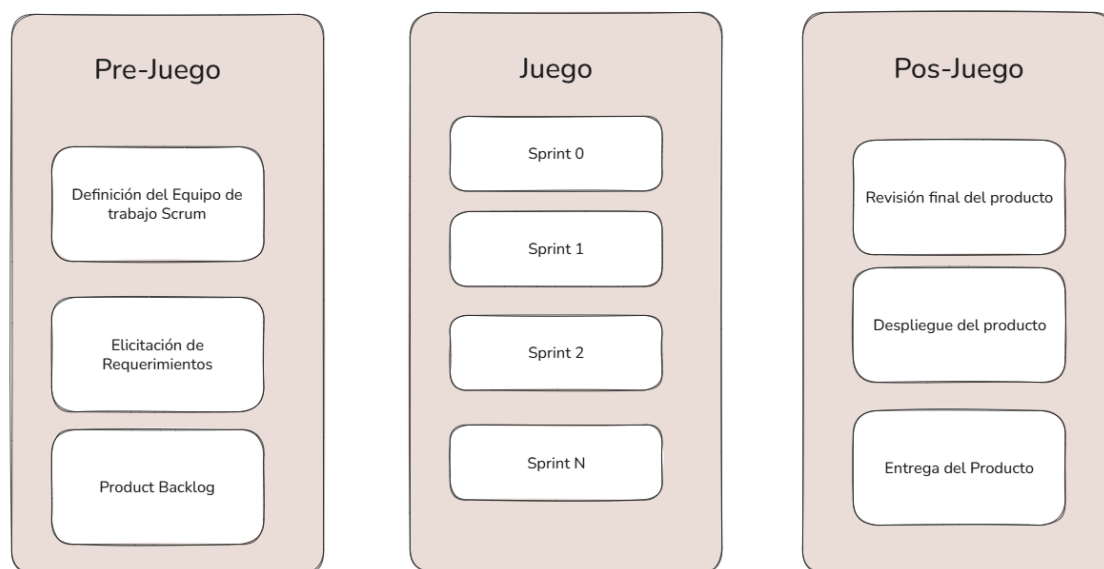 Pre-Juego
Definición del Equipo de
trabajo Scrum
Elicitación de
Requerimientos
Product Backlog
Juego
Sprint 0
Sprint 1
Sprint 2
Sprint N
Pos-Juego
Revisión final del producto
Despliegue del producto
Entrega del Producto